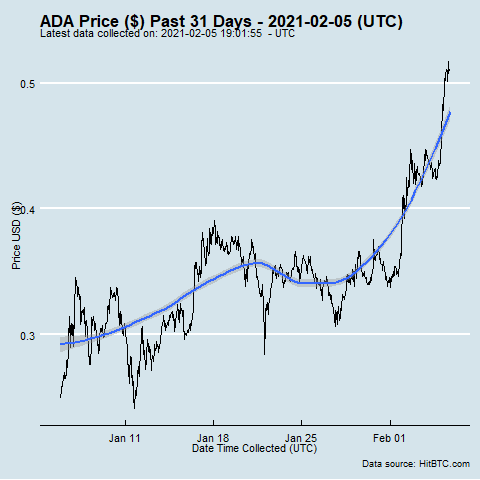 ADA Price ($) Past 31 Days - 2021-02-05 (UTC)
Latest data collected on: 2021-02-05 19:01:55 - UTC
0.5
0.4
0.3
Price USD ($)
Jan 11
Jan 18
Jan 25
Feb 01
Date Time Collected (UTC)
Data source: HitBTC.com